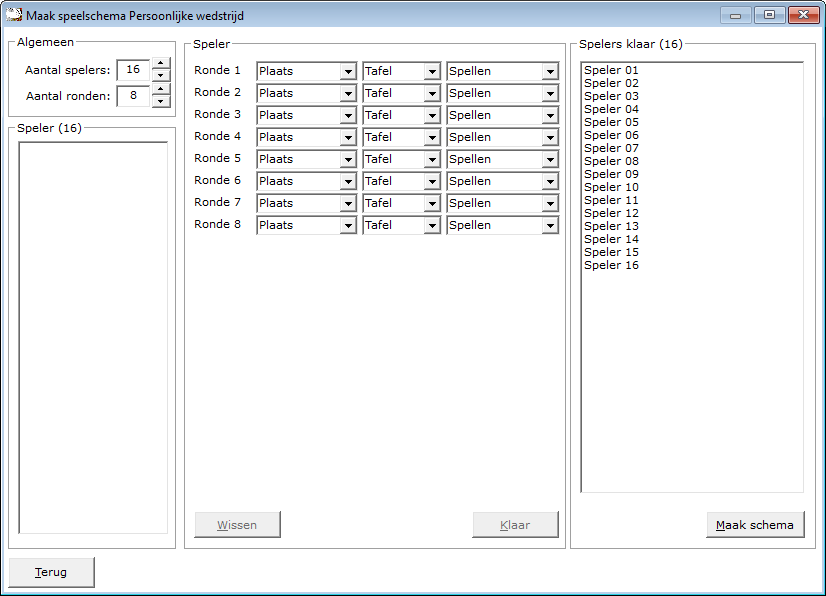 Maak speelschema Persoonlijke wedstrijd
Algemeen
Aantal spelers: 16
Aantal ronden: 8
Speler (16)
Speler
Ronde 1 Plaats Tafel Spellen
Ronde 2 Plaats Tafel Spellen
Ronde 3 Plaats Tafel Spellen
Ronde 4 Plaats Tafel Spellen
Ronde 5 Plaats Tafel Spellen
Ronde 6 Plaats Tafel Spellen
Ronde 7 Plaats Tafel Spellen
Ronde 8 Plaats Tafel Spellen
Wissen Klaar
Spelers klaar (16)
Speler 01
Speler 02
Speler 03
Speler 04
Speler 05
Speler 06
Speler 07
Speler 08
Speler 09
Speler 10
Speler 11
Speler 12
Speler 13
Speler 14
Speler 15
Speler 16
Maak schema
Terug